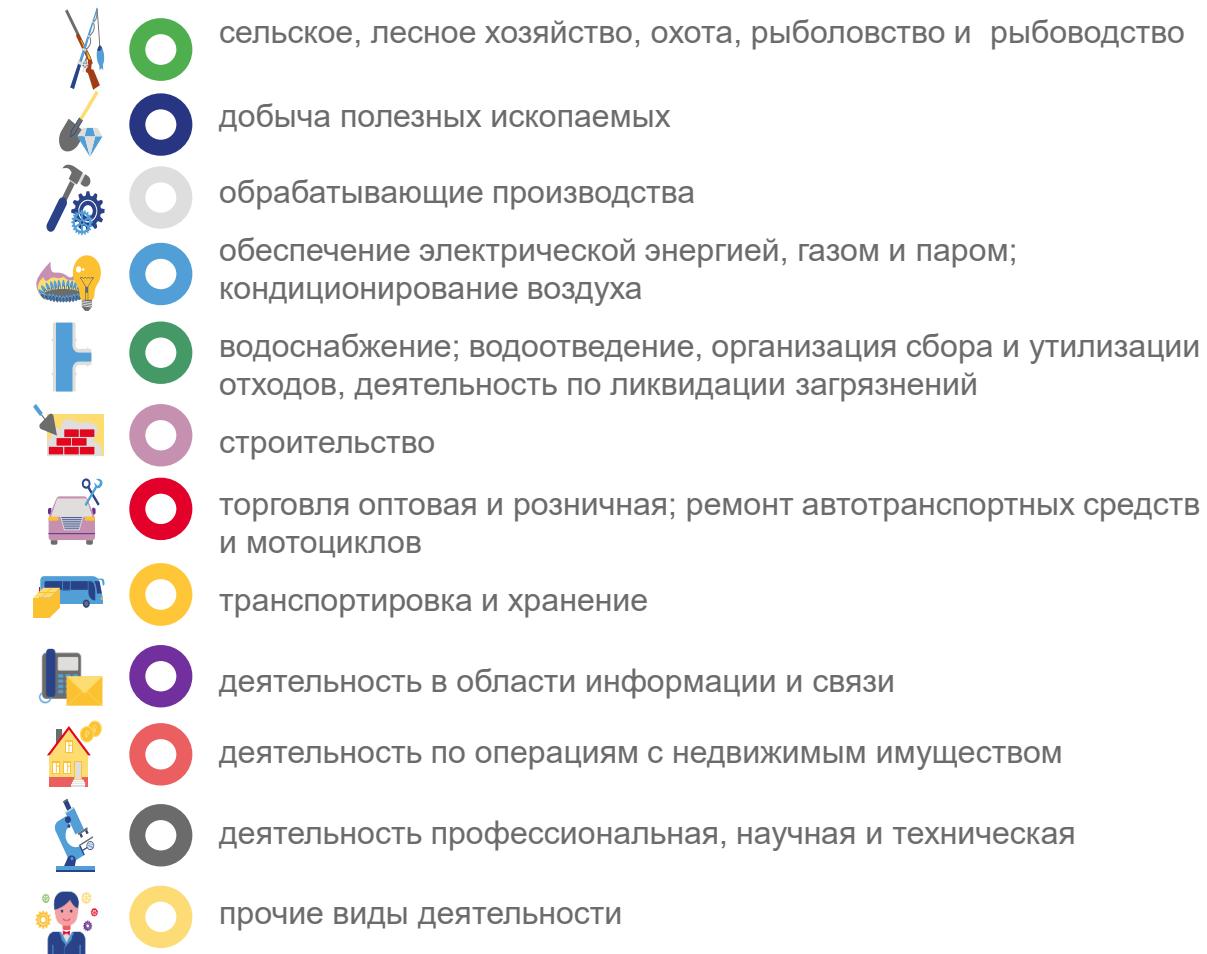 сельское, лесное хозяйство, охота, рыболовство и рыбоводство
добыча полезных ископаемых
обрабатывающие производства
обеспечение электрической энергией, газом и паром;
кондиционирование воздуха
водоснабжение; водоотведение, организация сбора и утилизации
отходов, деятельность по ликвидации загрязнений
строительство
торговля оптовая и розничная; ремонт автотранспортных средств
и мотоциклов
транспортировка и хранение
деятельность в области информации и связи
деятельность по операциям с недвижимым имуществом
деятельность профессиональная, научная и техническая
прочие виды деятельности